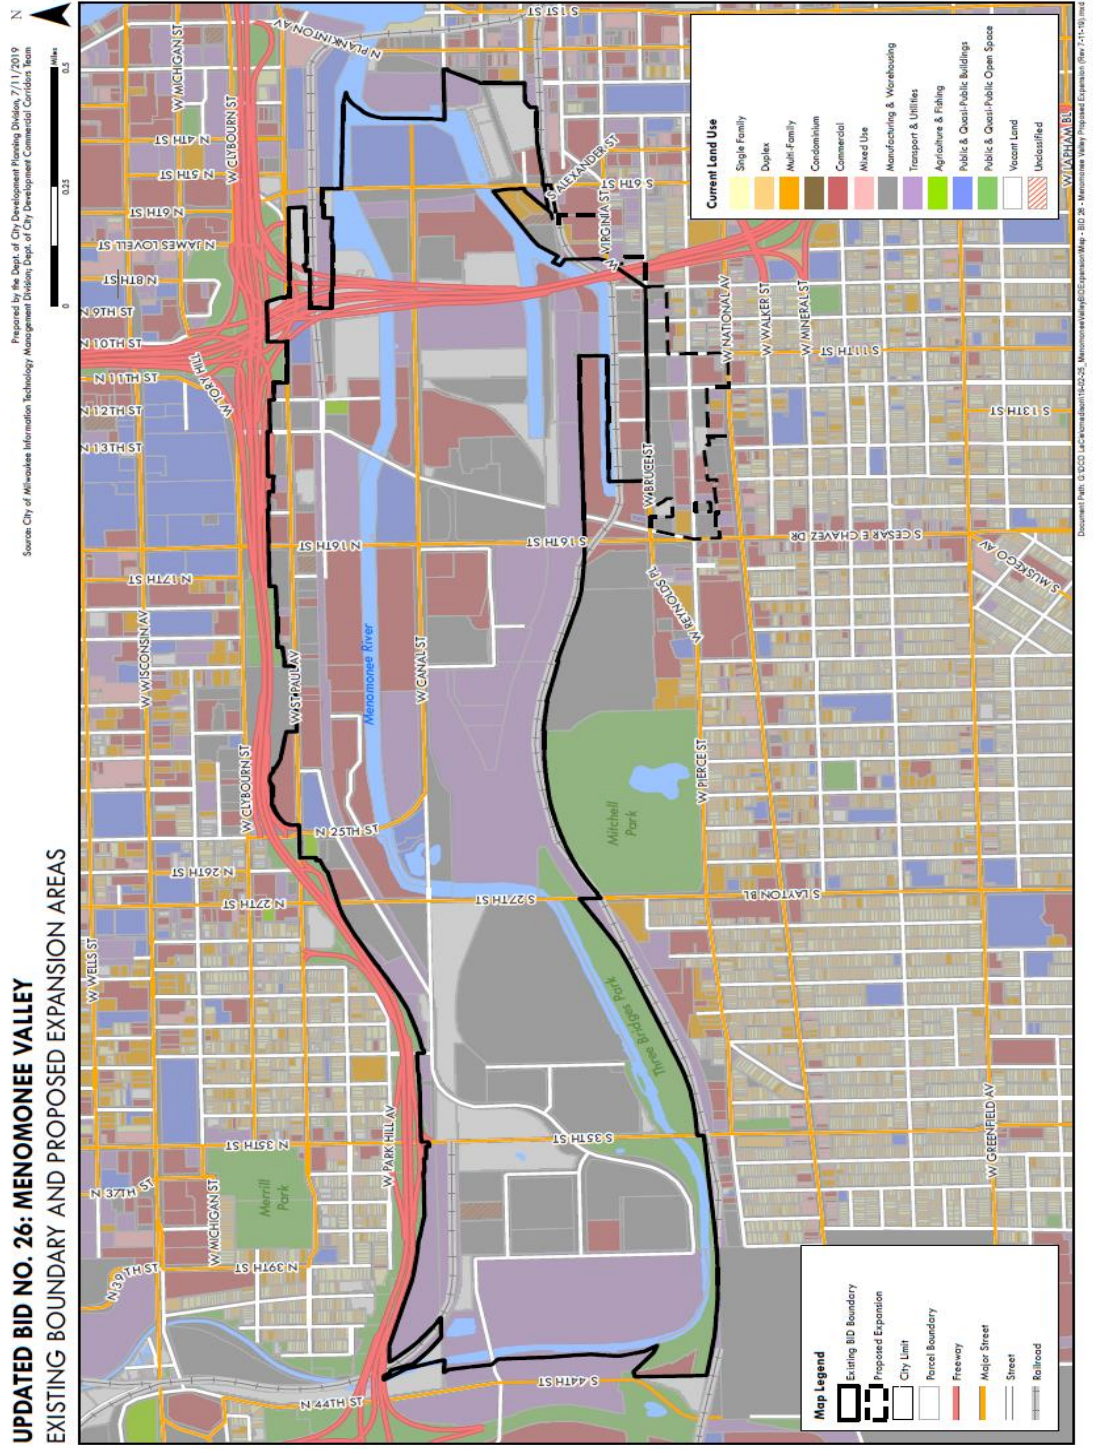 UPDATED BID NO. 26: MENOMONEE VALLEY
EXISTING BOUNDARY AND PROPOSED EXPANSION AREAS
Prepared by the Dept. of City Development Planning Division, 7/11/2019
Source: City of Milwaukee Information Technology Management Division; Dept. of City Development Commercial Corridors Team
N
0
0.25
0.5
Miles
W WELLS ST
W WISCONSIN AV
W MICHIGAN ST
W MICHIGAN ST
W CLYBOURN ST
W CLYBOURN ST
W TORY HILL
W ST PAUL AV
W PARK HILL AV
W CANAL ST
Menomonee River
Merrill
Park
Mitchell
Park
Three Bridges Park
N 44TH ST
S 44TH ST
N 39TH ST
N 39TH ST
N 37TH ST
N 35TH ST
S 35TH ST
N 27TH ST
S 27TH ST
N 26TH ST
N 25TH ST
N 17TH ST
N 16TH ST
S 16TH ST
N 13TH ST
N 12TH ST
N 11TH ST
N 10TH ST
N 9TH ST
N 8TH ST
N JAMES LOVELL ST
N 6TH ST
N 5TH ST
N 4TH ST
N PLANKINTON AV
S 1ST ST
S ALEXANDER ST
S 6TH ST
W VIRGINIA ST
W BRUCE ST
W REYNOLDS PL
W PIERCE ST
W NATIONAL AV
W WALKER ST
W MINERAL ST
S 11TH ST
S 13TH ST
S CESAR E CHAVEZ DR
S MUSKEGO AV
S LAYTON BL
W GREENFIELD AV
W LAPHAM BL
Map Legend
Existing BID Boundary
Proposed Expansion
City Limit
Parcel Boundary
Freeway
Major Street
Street
Railroad
Current Land Use
Single Family
Duplex
Multi-Family
Condominium
Commercial
Mixed Use
Manufacturing & Warehousing
Transport & Utilities
Agriculture & Fishing
Public & Quasi-Public Buildings
Public & Quasi-Public Open Space
Vacant Land
Unclassified